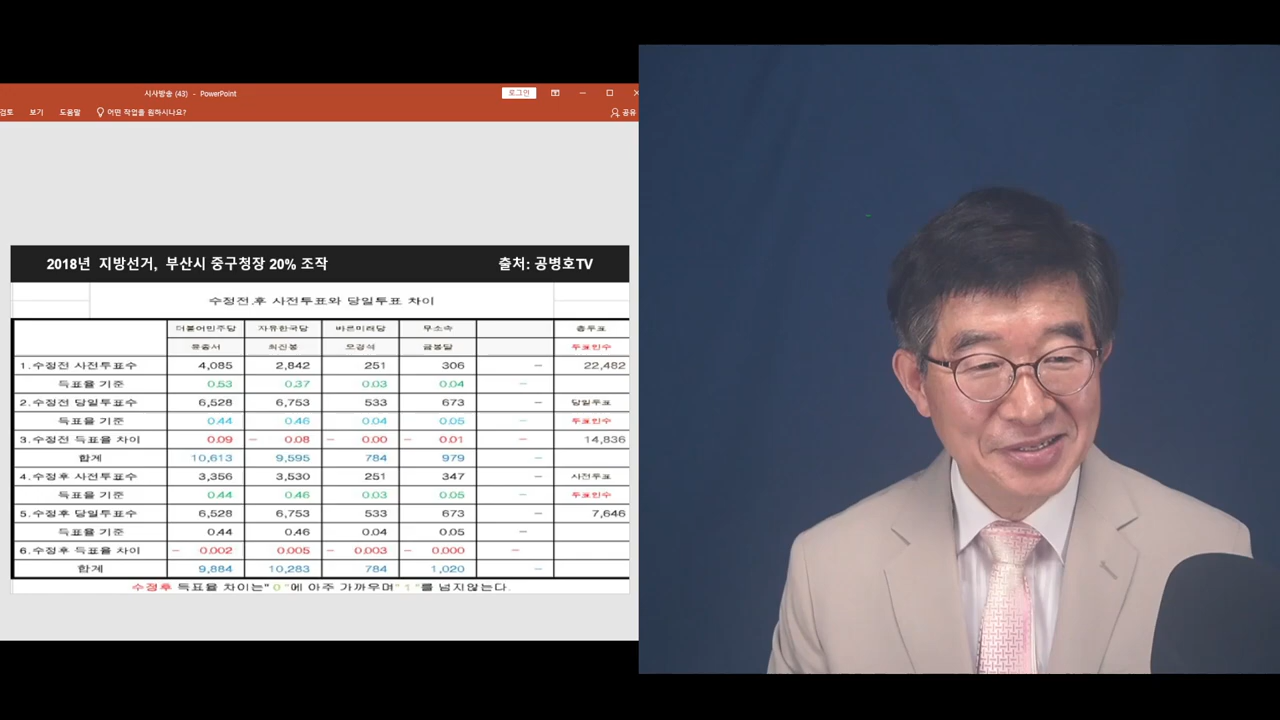 시사방송 (43) - PowerPoint
로그인
검토 보기 도움말 어떤 작업을 원하시나요? 공유
2018년 지방선거, 부산시 중구청장 20% 조작 출처: 공병호TV
수정전,후 사전투표와 당일투표 차이
더불어민주당 자유한국당 바른미래당 무소속 총투표
윤종서 최진봉 오경석 금봉달 투표인수
1.수정전 사전투표수 4,085 2,842 251 306 - 22,482
득표율 기준 0.53 0.37 0.03 0.04 -
2.수정전 당일투표수 6,528 6,753 533 673 - 당일투표
득표율 기준 0.44 0.46 0.04 0.05 - 투표인수
3.수정전 득표율 차이 0.09 - 0.08 - 0.00 - 0.01 - 14,836
합계 10,613 9,595 784 979 -
4.수정후 사전투표수 3,356 3,530 251 347 - 사전투표
득표율 기준 0.44 0.46 0.03 0.05 - 투표인수
5.수정후 당일투표수 6,528 6,753 533 673 - 7,646
득표율 기준 0.44 0.46 0.04 0.05 -
6.수정후 득표율 차이 - 0.002 0.005 - 0.003 - 0.000 -
합계 9,884 10,283 784 1,020 -
수정후 득표율 차이는"0"에 아주 가까우며"1"를 넘지않는다.